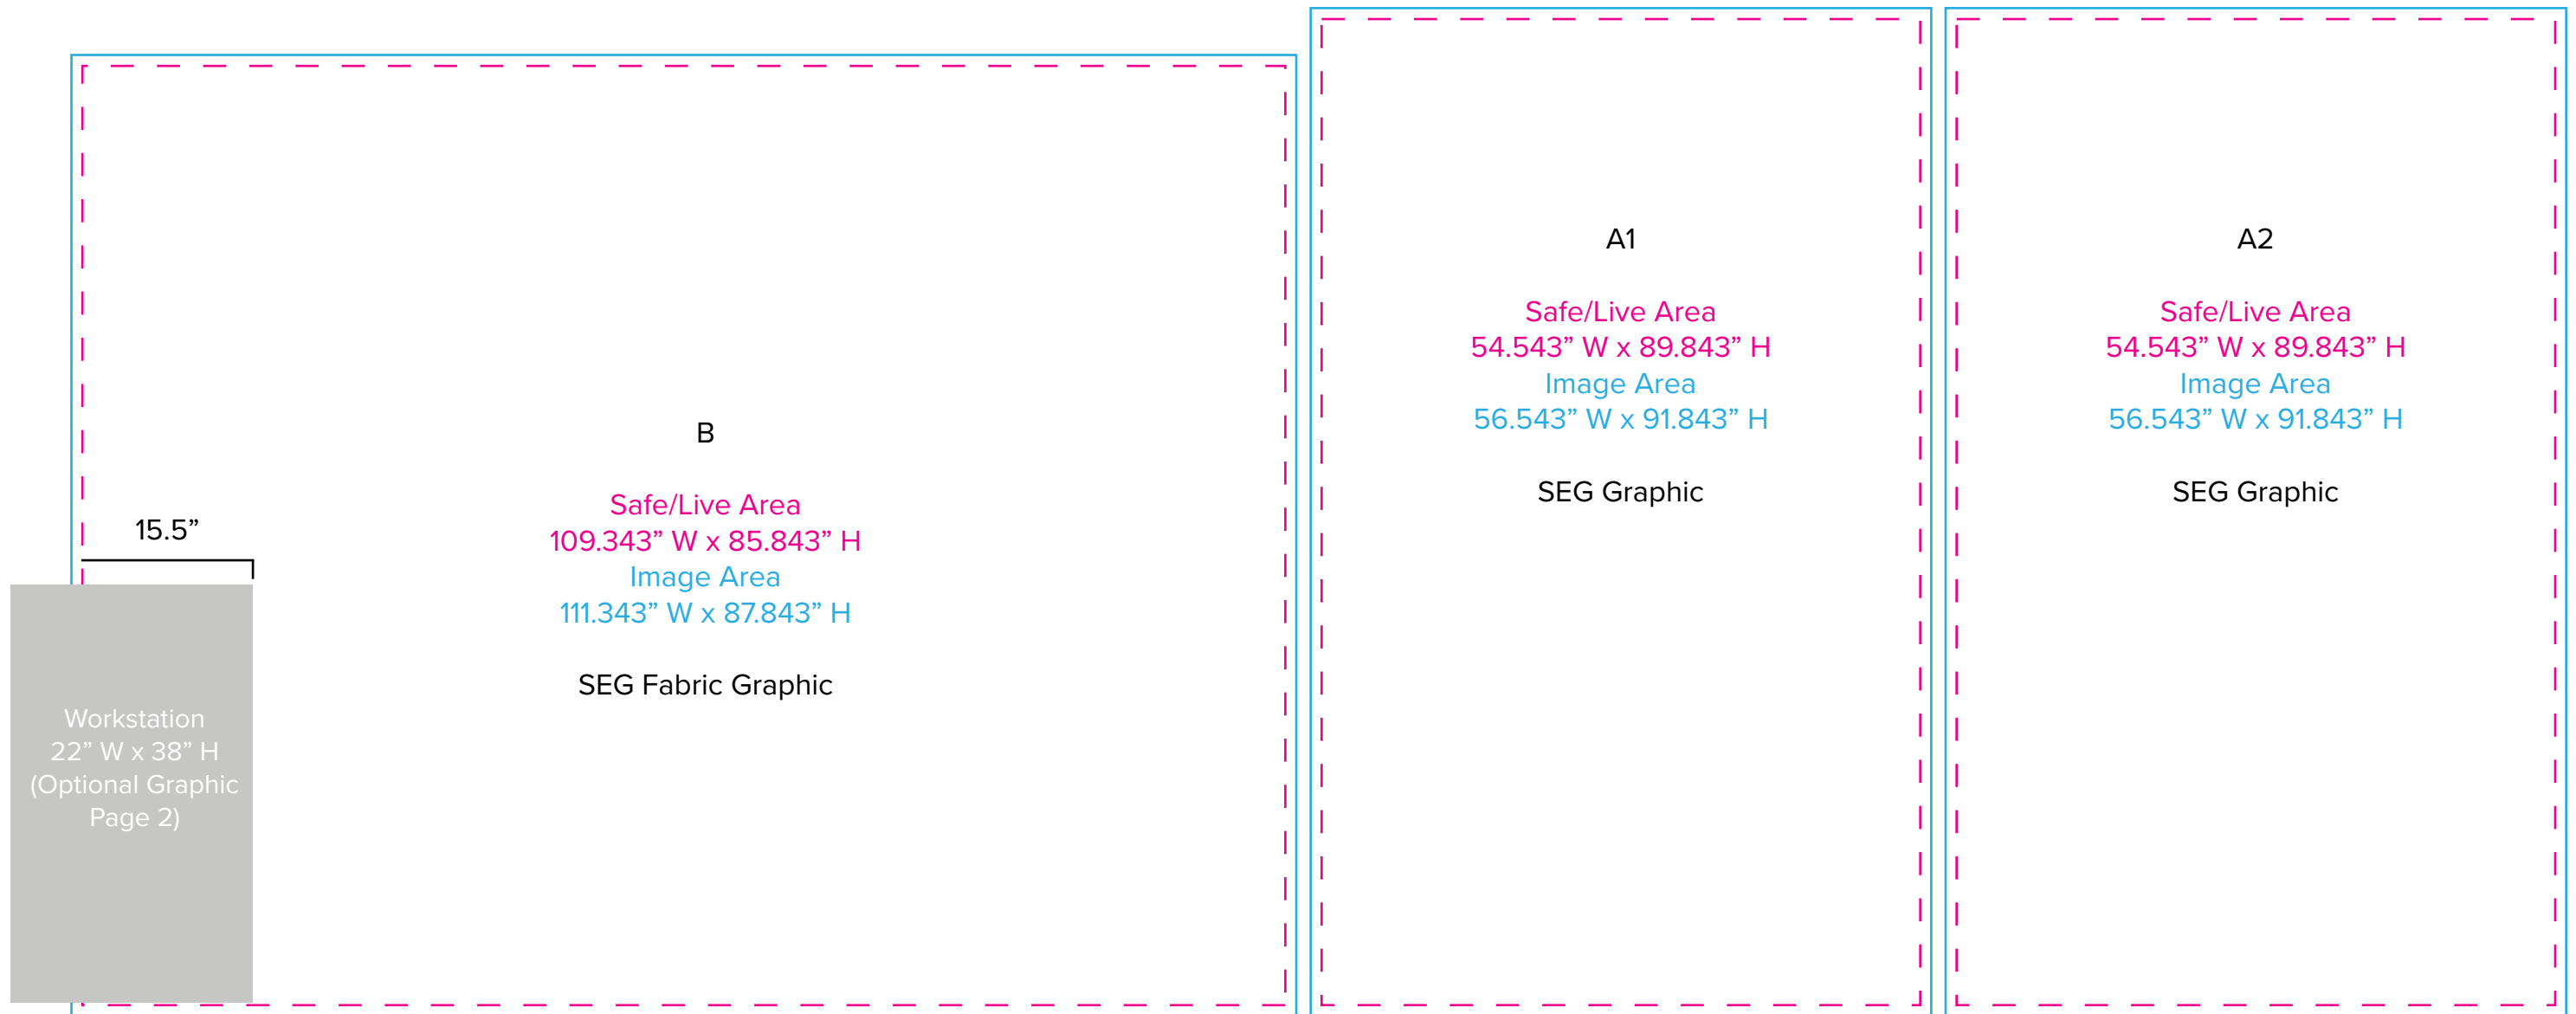 B
Safe/Live Area
109.343” W x 85.843” H
Image Area
111.343” W x 87.843” H
SEG Fabric Graphic
15.5”
Workstation
22” W x 38” H
(Optional Graphic
Page 2)
A1
Safe/Live Area
54.543” W x 89.843” H
Image Area
56.543” W x 91.843” H
SEG Graphic
A2
Safe/Live Area
54.543” W x 89.843” H
Image Area
56.543” W x 91.843” H
SEG Graphic